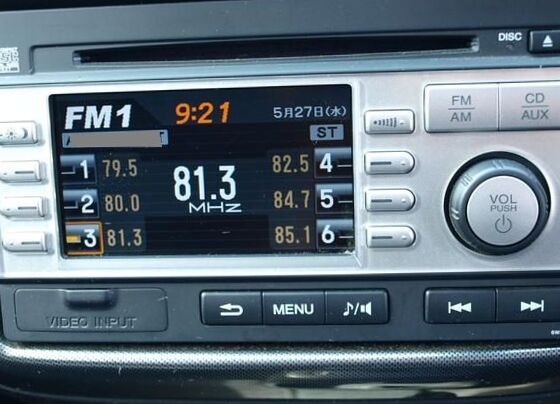 DISC
FM1 9:21 5月27日(水)
ST
FM
AM
CD
AUX
1 79.5
81.3
MHZ
82.5 4
2 80.0
84.7 5
3 81.3
85.1 6
VOL
PUSH
VIDEO INPUT
MENU